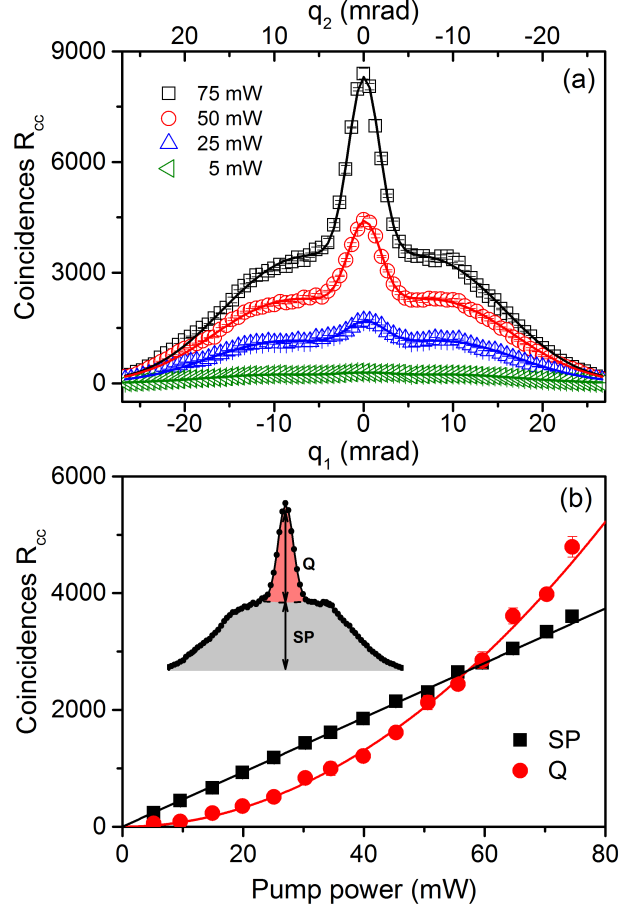 q₂ (mrad)
20 10 0 -10 -20
(a)
9000
6000
3000
0
Coincidences R_cc
75 mW
50 mW
25 mW
5 mW
-20 -10 0 10 20
q₁ (mrad)
(b)
6000
4000
2000
0
Coincidences R_cc
Q
SP
SP
Q
0 20 40 60 80
Pump power (mW)